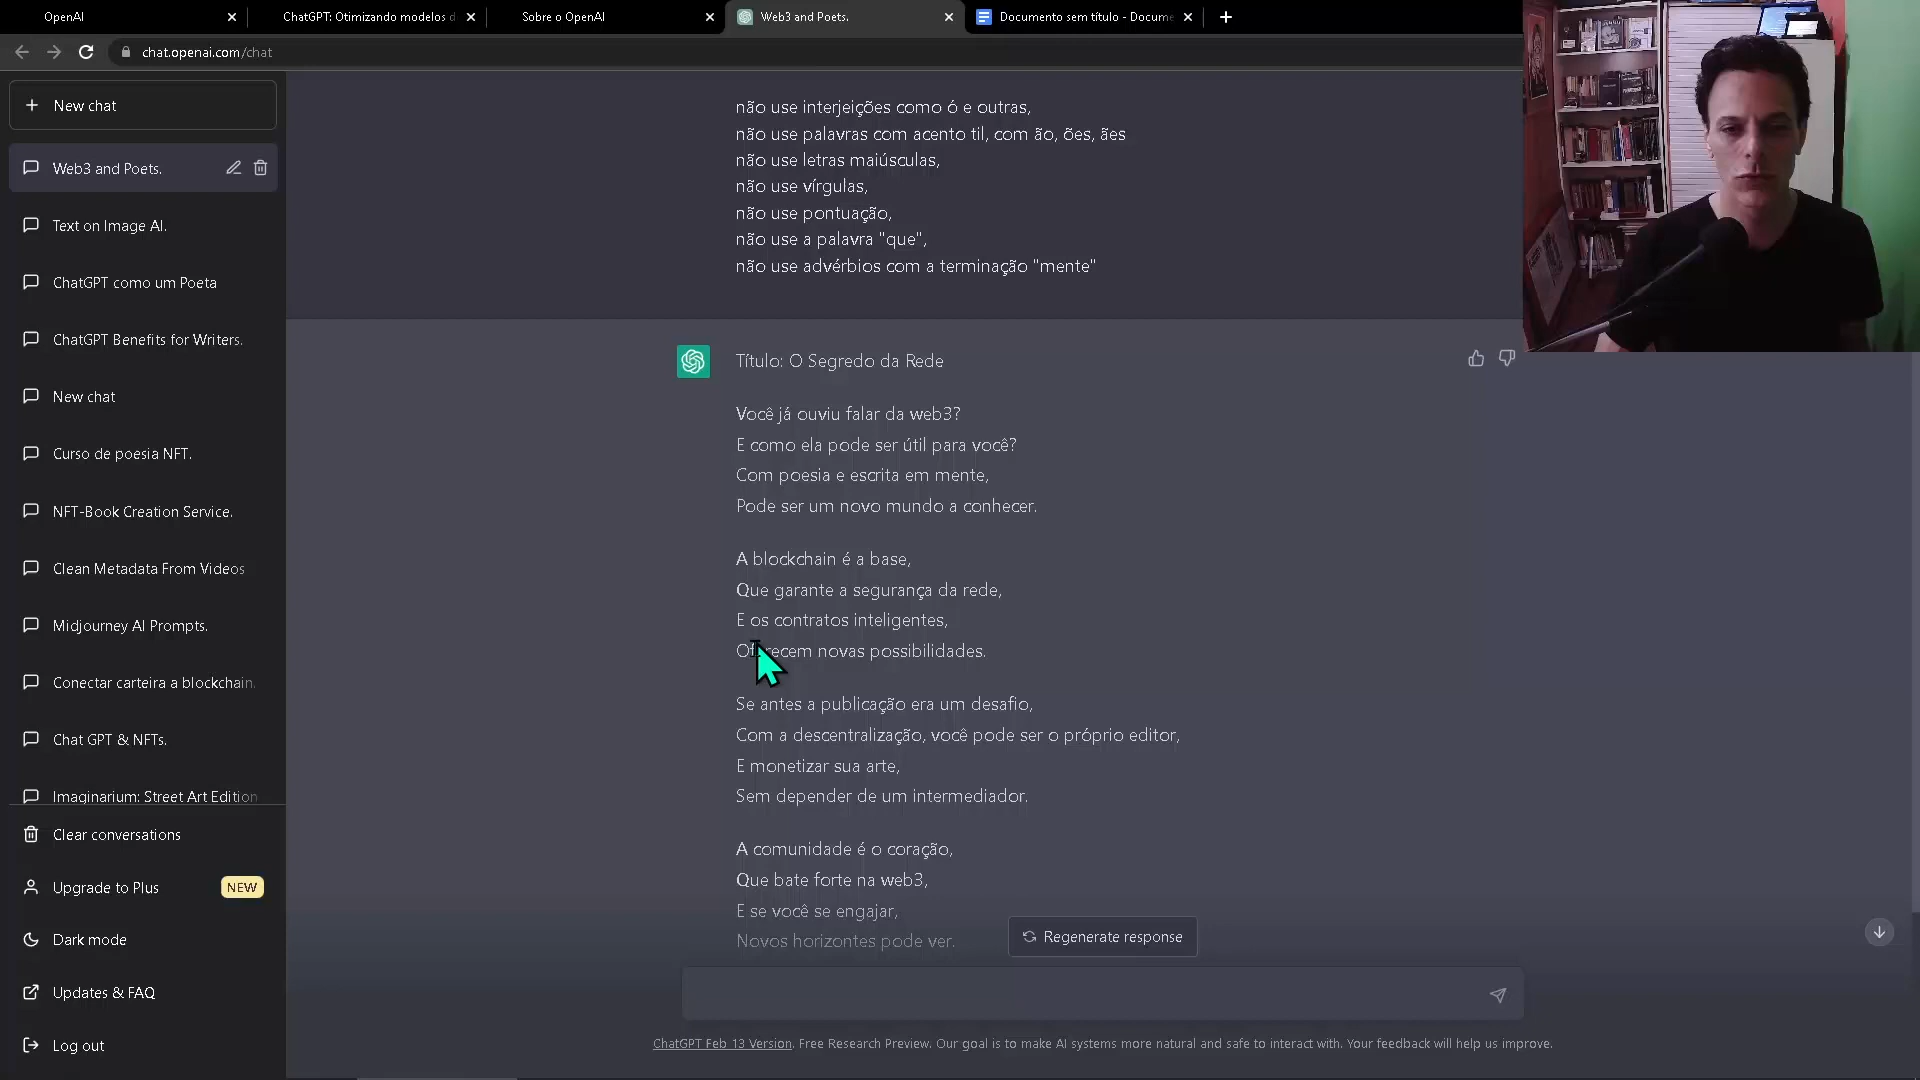 OpenAI
ChatGPT: Otimizando modelos d
Sobre o OpenAI
Web3 and Poets.
Documento sem título - Docume
chat.openai.com/chat
New chat
Web3 and Poets.
Text on Image AI.
ChatGPT como um Poeta
ChatGPT Benefits for Writers.
New chat
Curso de poesia NFT.
NFT-Book Creation Service.
Clean Metadata From Videos
Midjourney AI Prompts.
Conectar carteira a blockchain.
Chat GPT & NFTs.
Imaginarium: Street Art Edition
Clear conversations
Upgrade to Plus
NEW
Dark mode
Updates & FAQ
Log out
não use interjeições como ó e outras,
não use palavras com acento til, com ão, ões, ães
não use letras maiúsculas,
não use vírgulas,
não use pontuação,
não use a palavra "que",
não use advérbios com a terminação "mente"
Título: O Segredo da Rede
Você já ouviu falar da web3?
E como ela pode ser útil para você?
Com poesia e escrita em mente,
Pode ser um novo mundo a conhecer.
A blockchain é a base,
Que garante a segurança da rede,
E os contratos inteligentes,
Oferecem novas possibilidades.
Se antes a publicação era um desafio,
Com a descentralização, você pode ser o próprio editor,
E monetizar sua arte,
Sem depender de um intermediador.
A comunidade é o coração,
Que bate forte na web3,
E se você se engajar,
Novos horizontes pode ver.
Regenerate response
ChatGPT Feb 13 Version. Free Research Preview. Our goal is to make AI systems more natural and safe to interact with. Your feedback will help us improve.